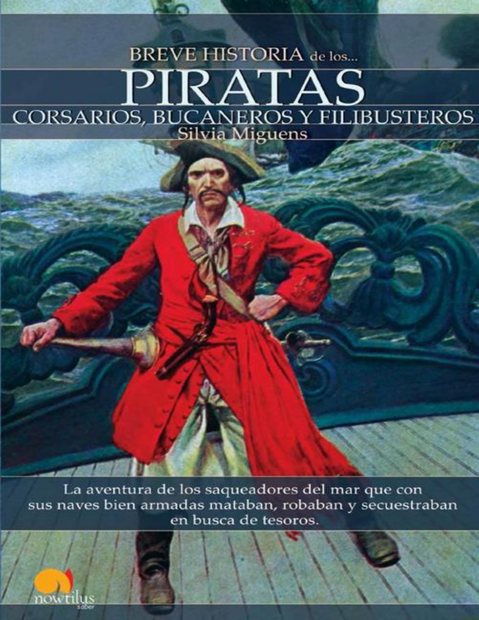 BREVE HISTORIA de los...
PIRATAS
CORSARIOS, BUCANEROS Y FILIBUSTEROS
Silvia Miguens
La aventura de los saqueadores del mar que con
sus naves bien armadas mataban, robaban y secuestraban
en busca de tesoros.
nowtilus
saber